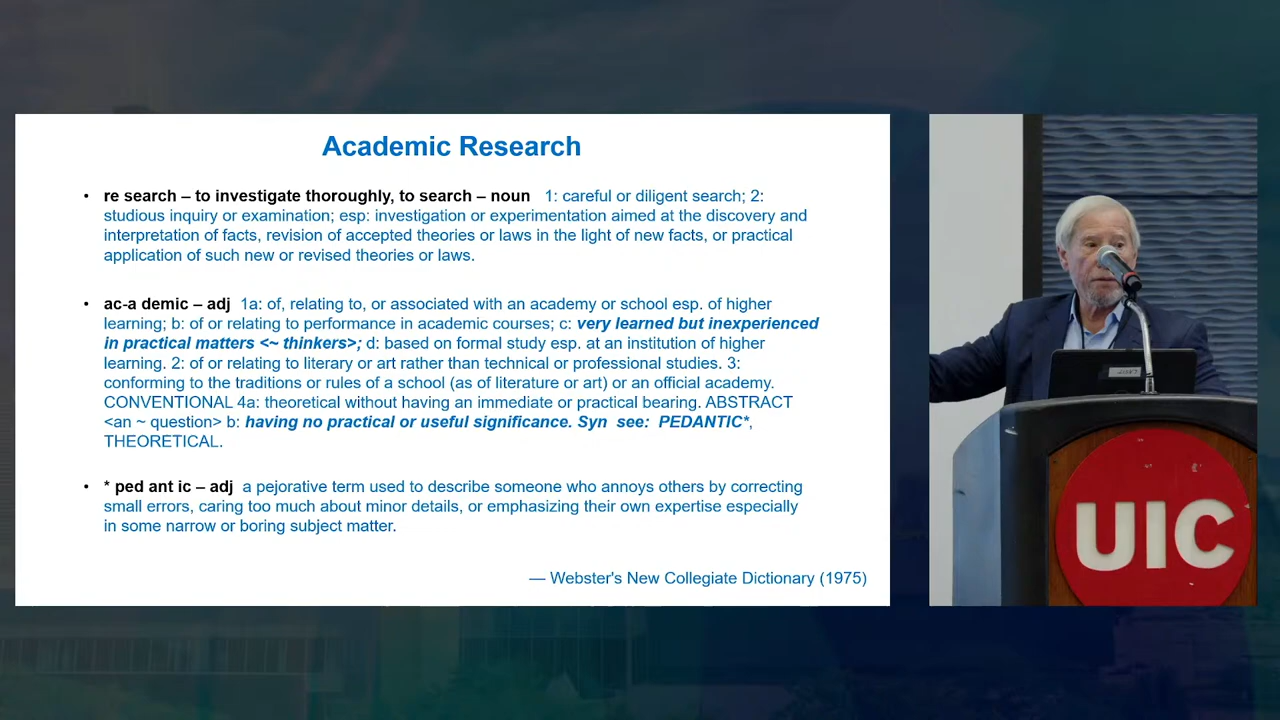 Academic Research
• re search – to investigate thoroughly, to search – noun 1: careful or diligent search; 2:
studious inquiry or examination; esp: investigation or experimentation aimed at the discovery and
interpretation of facts, revision of accepted theories or laws in the light of new facts, or practical
application of such new or revised theories or laws.
• ac-a demic – adj 1a: of, relating to, or associated with an academy or school esp. of higher
learning; b: of or relating to performance in academic courses; c: very learned but inexperienced
in practical matters <~ thinkers>; d: based on formal study esp. at an institution of higher
learning. 2: of or relating to literary or art rather than technical or professional studies. 3:
conforming to the traditions or rules of a school (as of literature or art) or an official academy.
CONVENTIONAL 4a: theoretical without having an immediate or practical bearing. ABSTRACT
<an ~ question> b: having no practical or useful significance. Syn see: PEDANTIC*,
THEORETICAL.
• * ped ant ic – adj a pejorative term used to describe someone who annoys others by correcting
small errors, caring too much about minor details, or emphasizing their own expertise especially
in some narrow or boring subject matter.
— Webster's New Collegiate Dictionary (1975)
UIC